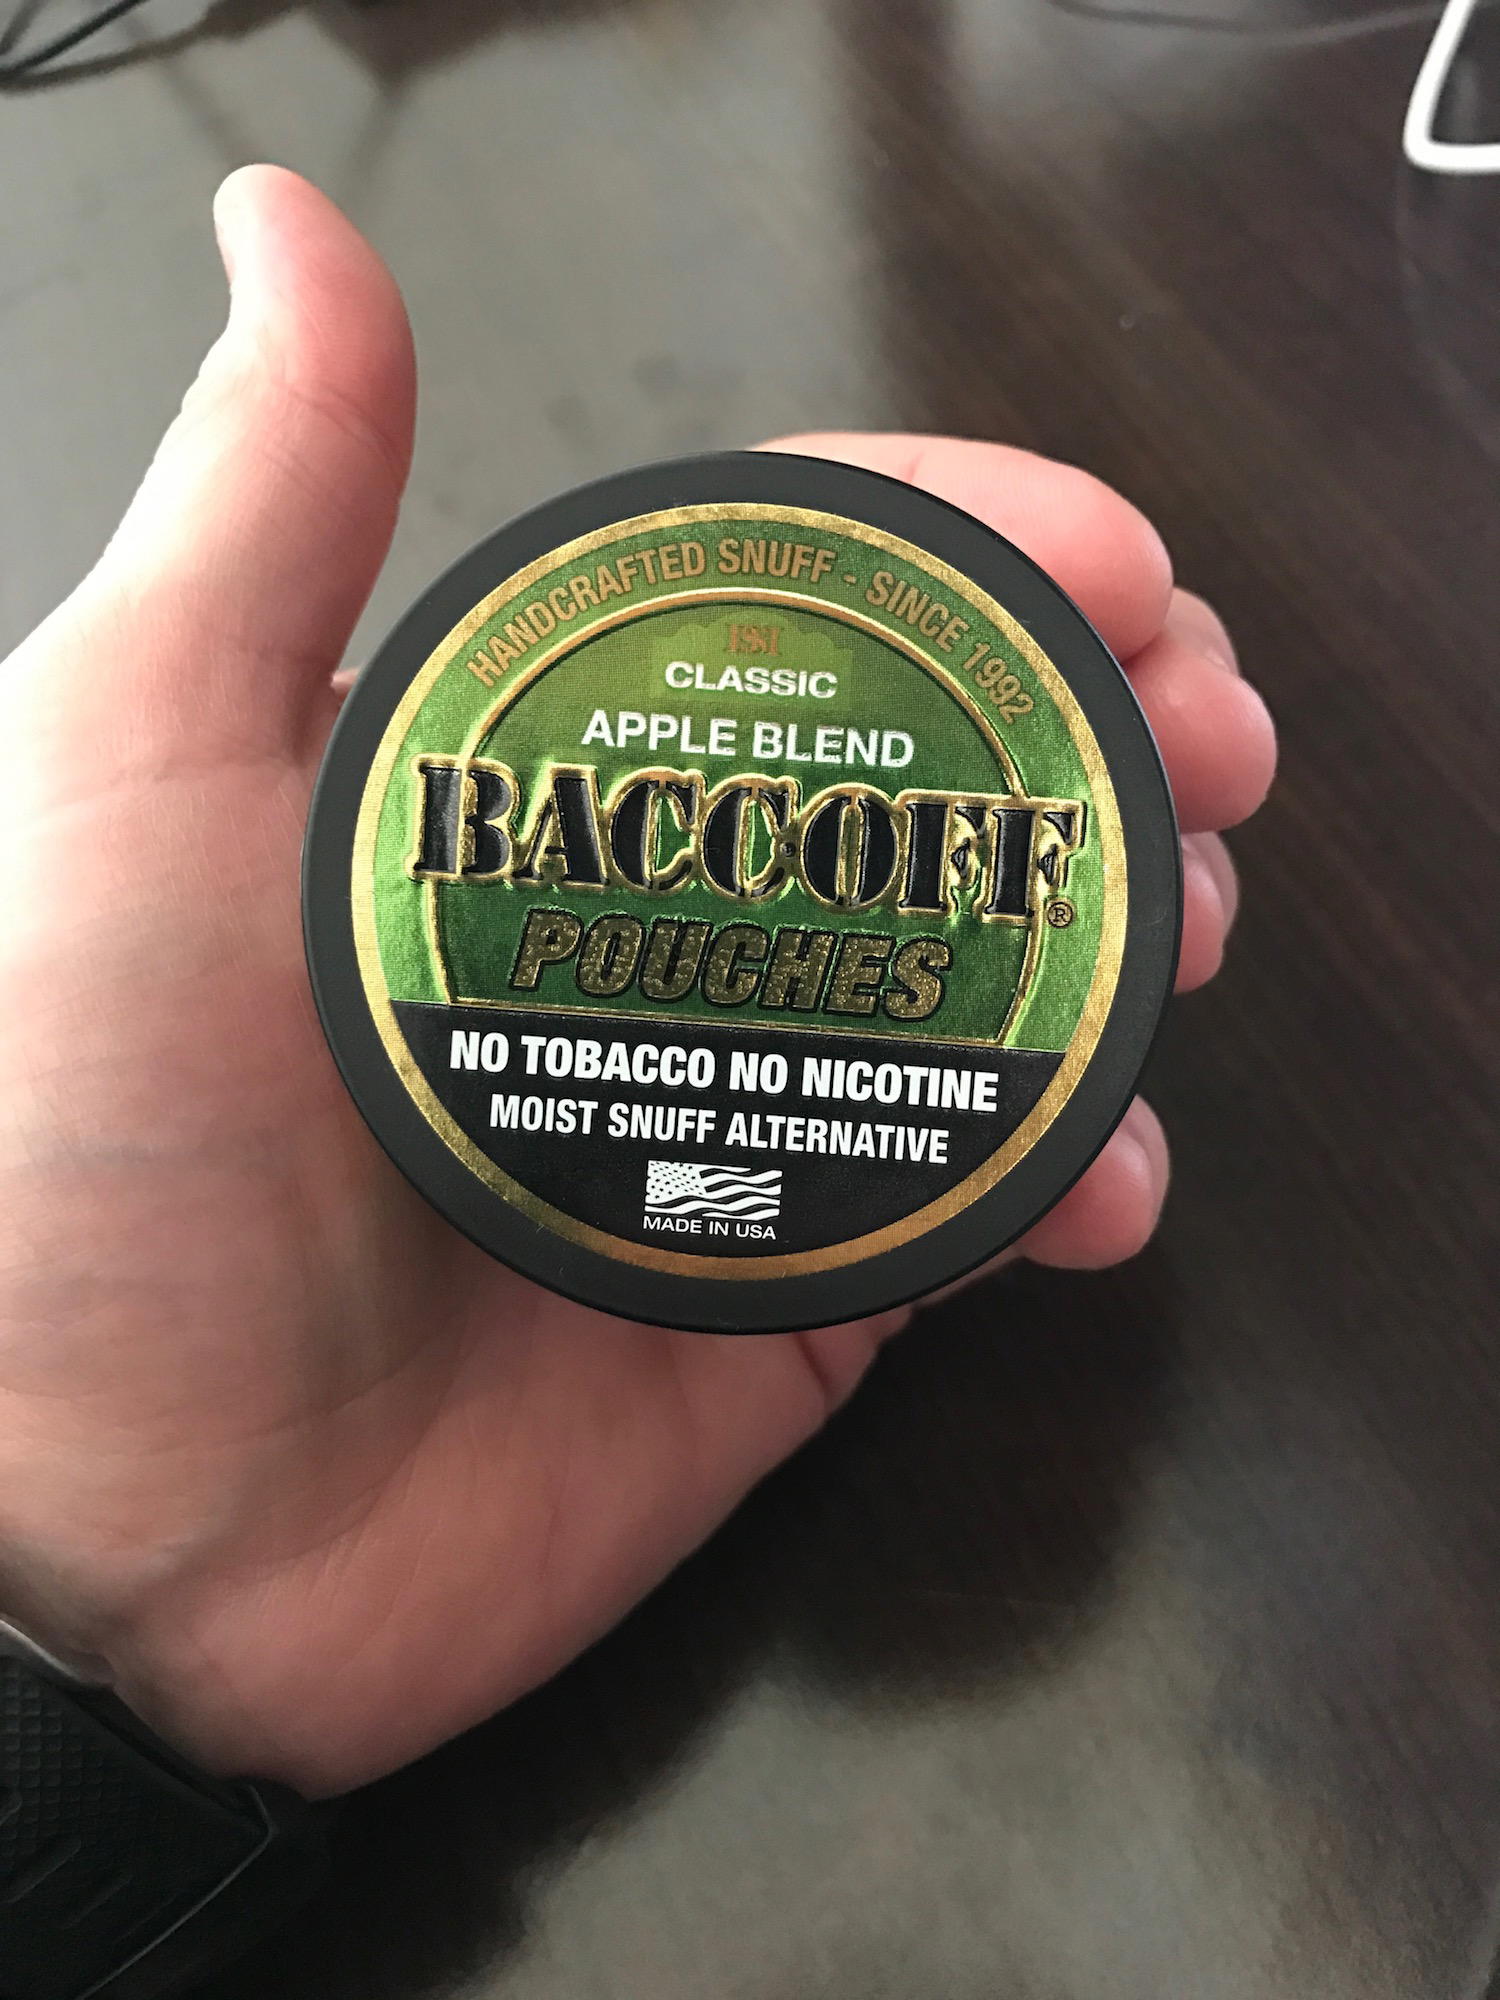 HANDCRAFTED SNUFF - SINCE 1992
CLASSIC
APPLE BLEND
BACCOFF®
POUCHES
NO TOBACCO NO NICOTINE
MOIST SNUFF ALTERNATIVE
MADE IN USA